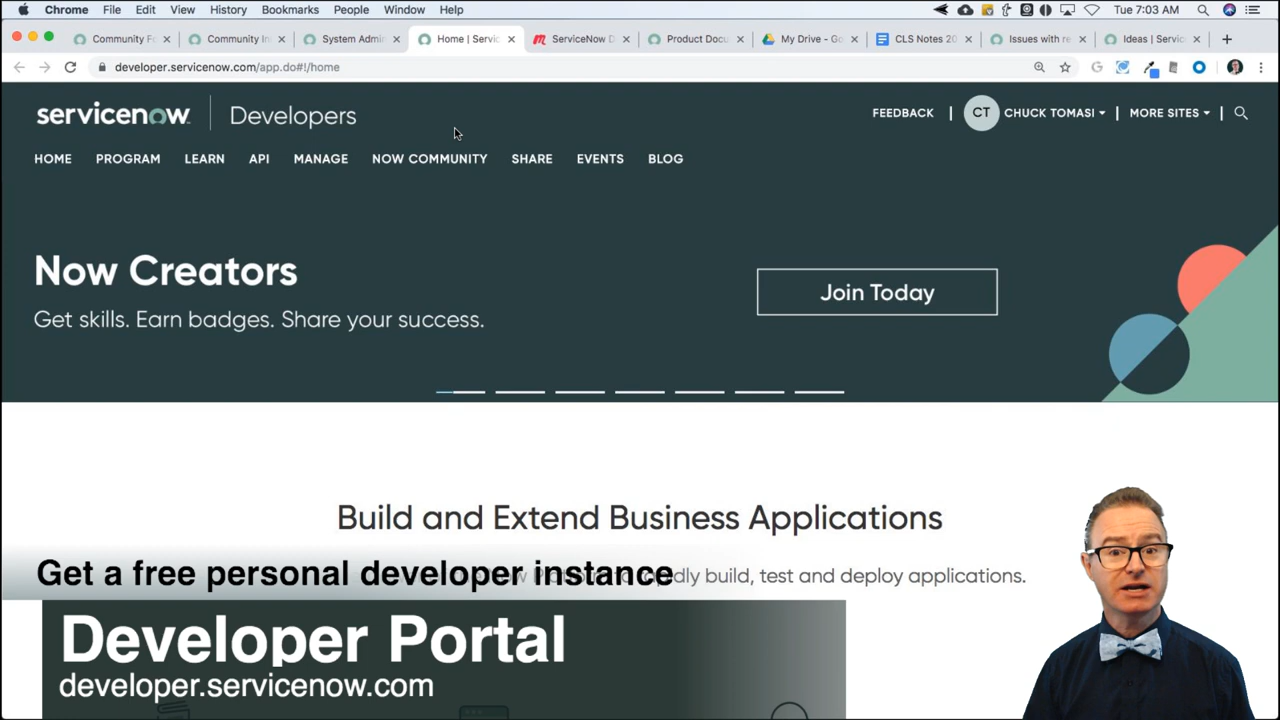 Chrome File Edit View History Bookmarks People Window Help Tue 7:03 AM
Community F
Community In
System Admi
Home | Servic
ServiceNow D
Product Docu
My Drive - Go
CLS Notes 20
Issues with re
Ideas | Servic
developer.servicenow.com/app.do#!/home
servicenow Developers
FEEDBACK | CT CHUCK TOMASI | MORE SITES |
HOME PROGRAM LEARN API MANAGE NOW COMMUNITY SHARE EVENTS BLOG
Now Creators
Get skills. Earn badges. Share your success.
Join Today
Build and Extend Business Applications
Get a free personal developer instance
dly build, test and deploy applications.
Developer Portal
developer.servicenow.com